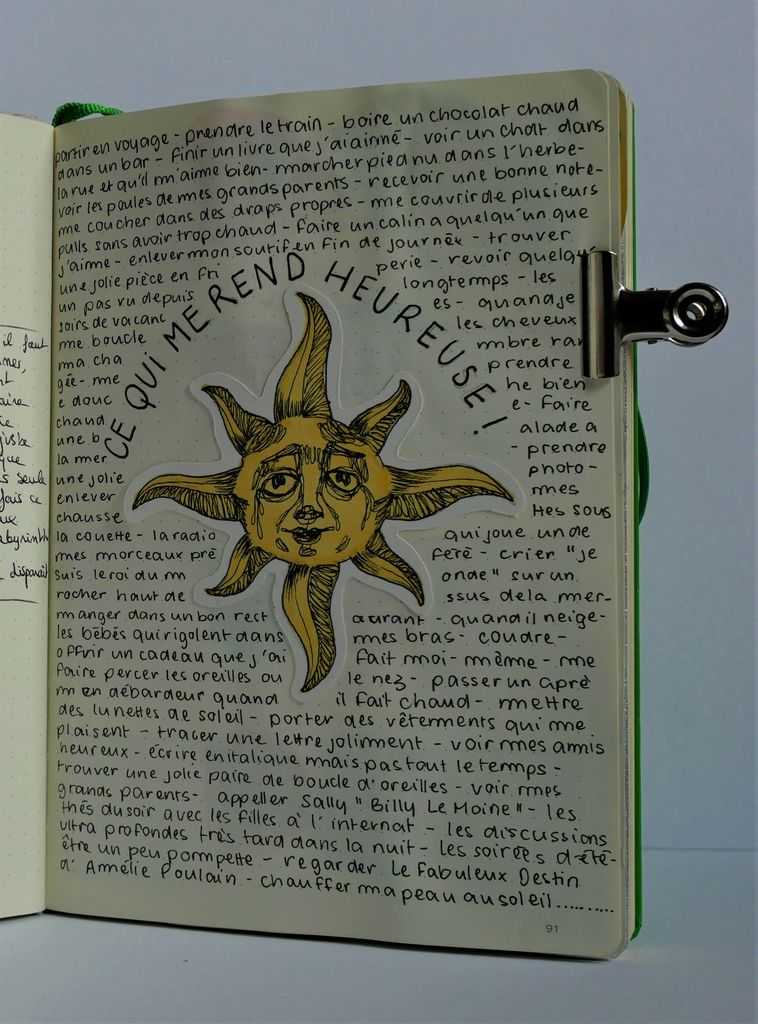 partir en voyage - prendre le train - boire un chocolat chaud
dans un bar - finir un livre que j'ai aimé - voir un chat dans
la rue et qu'il m'aime bien - marcher pied nu dans l'herbe -
voir les poules de mes grands parents - recevoir une bonne note -
me coucher dans des draps propres - me couvrir de plusieurs
pulls sans avoir trop chaud - faire un calin a quelqu'un que
j'aime - enlever mon soutif en fin de journée - trouver
une jolie pièce en fri perie - revoir quelqu
un pas vu depuis longtemps - les
soirs de vacanc es - quand je
me boucle les cheveux
ma cha mbre ran
gée - me prendre
e douc he bien
chaud e - faire
une b alade a
la mer - prendre
une jolie photo -
enlever mes
chausse ttes sous
la couette - la radio qui joue un de
mes morceaux pré feré - crier "je
suis le roi du m onde" sur un
rocher haut de ssus de la mer -
manger dans un bon rest aurant - quand il neige -
les bébés qui rigolent dans mes bras - coudre -
offrir un cadeau que j'ai fait moi - même - me
faire percer les oreilles ou le nez - passer un aprè
m en débardeur quand il fait chaud - mettre
des lunettes de soleil - porter des vêtements qui me
plaisent - tracer une lettre joliment - voir mes amis
heureux - écrire en italique mais pas tout le temps -
trouver une jolie paire de boucle d'oreilles - voir mes
grands parents - appeller Sally "Billy Le Moine" - les
thés du soir avec les filles à l'internat - les discussions
ultra profondes très tard dans la nuit - les soirées d'été -
être un peu pompette - regarder Le Fabuleux Destin
d'Amélie Poulain - chauffer ma peau au soleil..........
CE QUI ME REND HEUREUSE !
91
il faut
juste
seule
fois ce
labyrinth
disparait